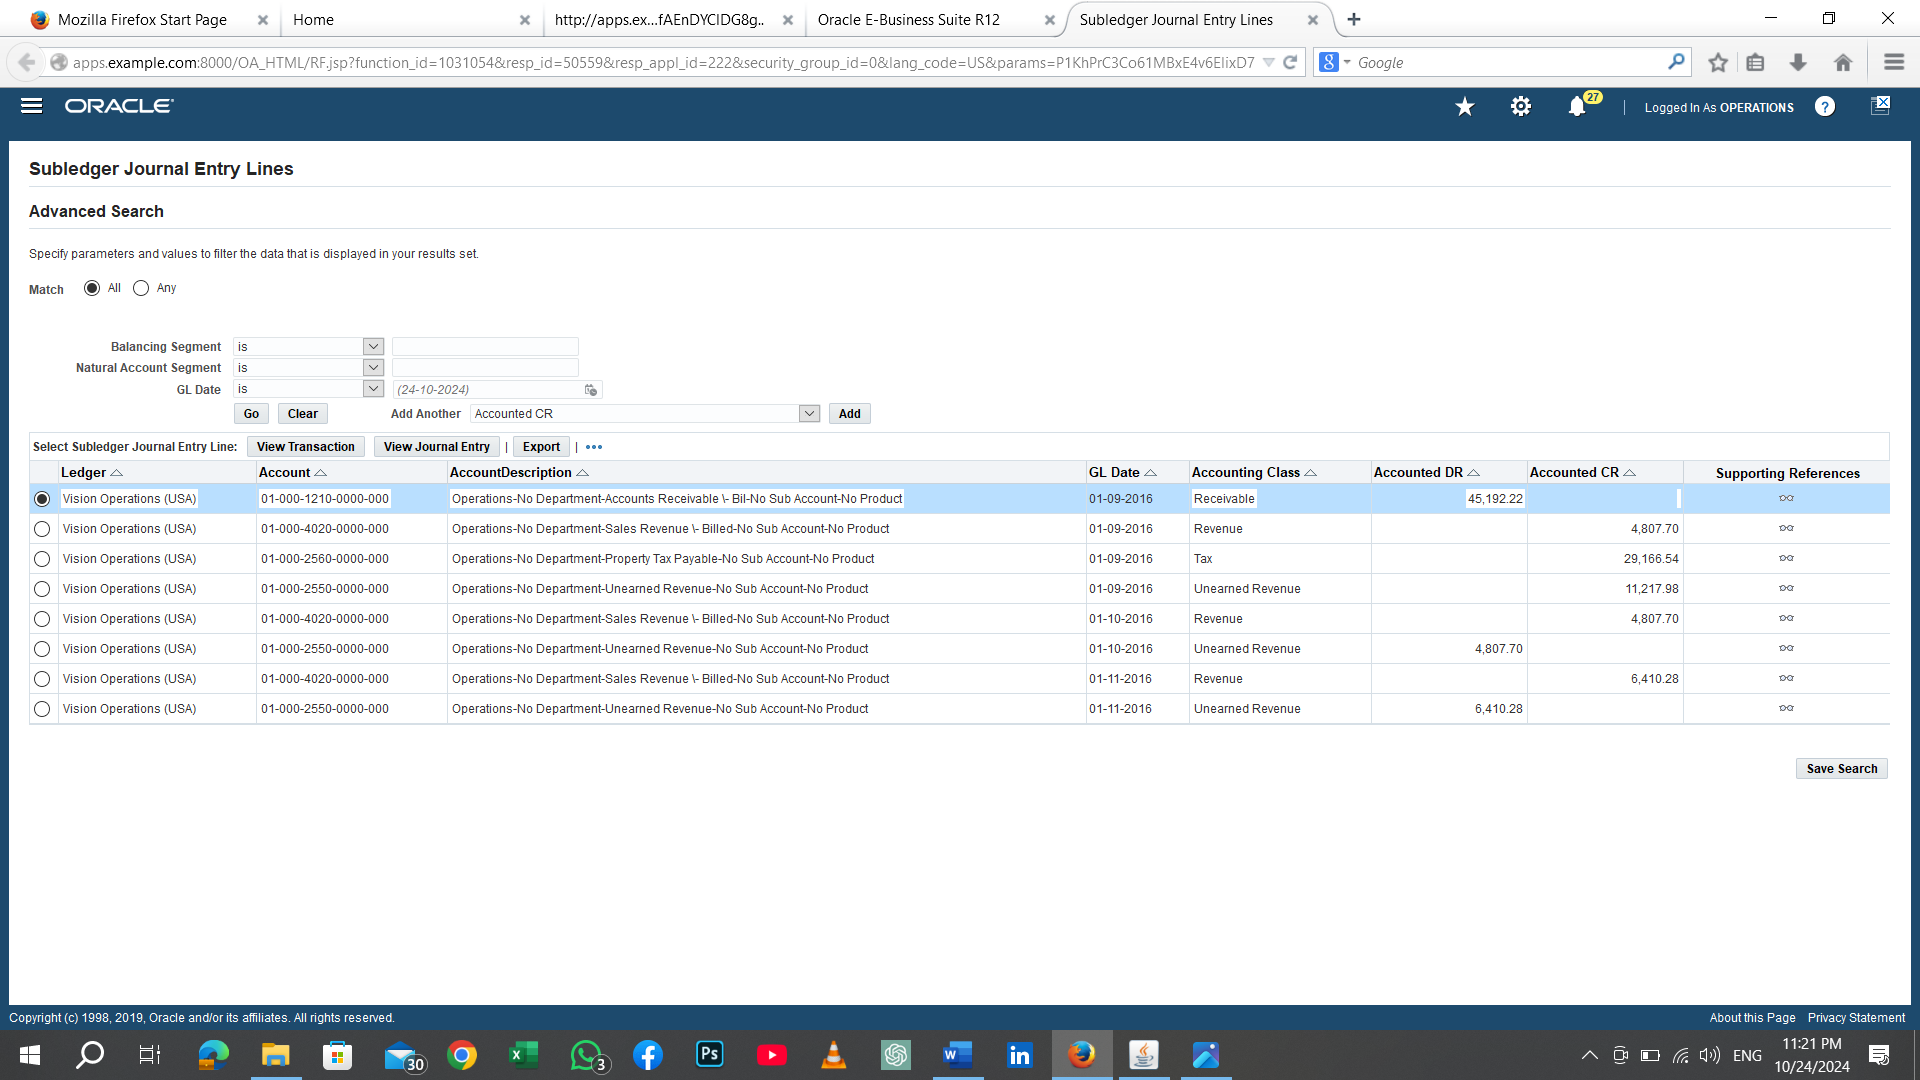 Mozilla Firefox Start Page
Home
http://apps.ex...fAEnDYCIDG8g..
Oracle E-Business Suite R12
Subledger Journal Entry Lines
apps.example.com:8000/OA_HTML/RF.jsp?function_id=1031054&resp_id=50559&resp_appl_id=222&security_group_id=0&lang_code=US&params=P1KhPrC3Co61MBxE4v6ElixD7
8 Google
ORACLE
27
Logged In As OPERATIONS
?
Subledger Journal Entry Lines
Advanced Search
Specify parameters and values to filter the data that is displayed in your results set.
Match All Any
Balancing Segment is
Natural Account Segment is
GL Date is (24-10-2024)
Go Clear Add Another Accounted CR Add
Select Subledger Journal Entry Line: View Transaction View Journal Entry | Export | •••
Ledger Account AccountDescription GL Date Accounting Class Accounted DR Accounted CR Supporting References
Vision Operations (USA) 01-000-1210-0000-000 Operations-No Department-Accounts Receivable \- Bil-No Sub Account-No Product 01-09-2016 Receivable 45,192.22
Vision Operations (USA) 01-000-4020-0000-000 Operations-No Department-Sales Revenue \- Billed-No Sub Account-No Product 01-09-2016 Revenue 4,807.70
Vision Operations (USA) 01-000-2560-0000-000 Operations-No Department-Property Tax Payable-No Sub Account-No Product 01-09-2016 Tax 29,166.54
Vision Operations (USA) 01-000-2550-0000-000 Operations-No Department-Unearned Revenue-No Sub Account-No Product 01-09-2016 Unearned Revenue 11,217.98
Vision Operations (USA) 01-000-4020-0000-000 Operations-No Department-Sales Revenue \- Billed-No Sub Account-No Product 01-10-2016 Revenue 4,807.70
Vision Operations (USA) 01-000-2550-0000-000 Operations-No Department-Unearned Revenue-No Sub Account-No Product 01-10-2016 Unearned Revenue 4,807.70
Vision Operations (USA) 01-000-4020-0000-000 Operations-No Department-Sales Revenue \- Billed-No Sub Account-No Product 01-11-2016 Revenue 6,410.28
Vision Operations (USA) 01-000-2550-0000-000 Operations-No Department-Unearned Revenue-No Sub Account-No Product 01-11-2016 Unearned Revenue 6,410.28
Save Search
Copyright (c) 1998, 2019, Oracle and/or its affiliates. All rights reserved.
About this Page Privacy Statement
30
X
3
Ps
W
in
ENG
11:21 PM
10/24/2024